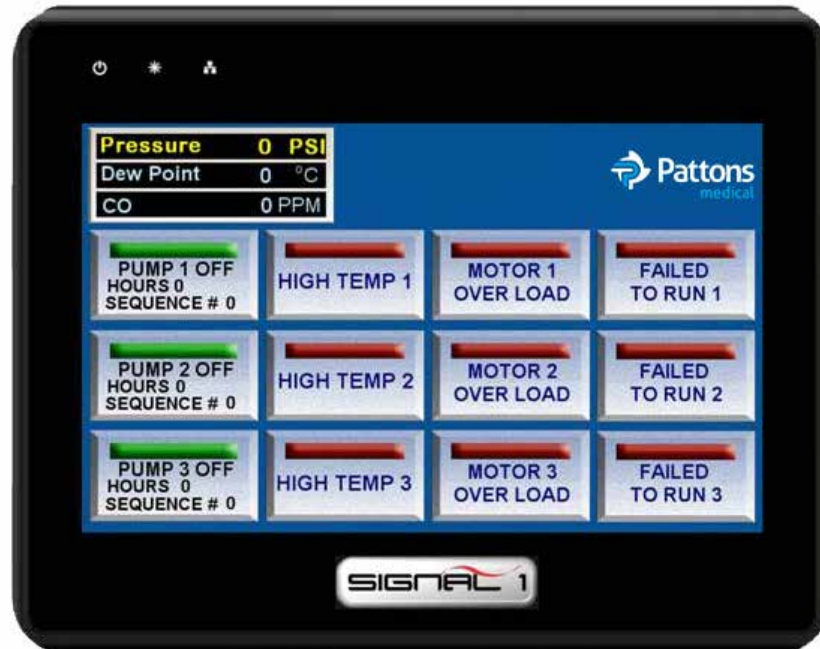 Pressure 0 PSI
Dew Point 0 °C
CO 0 PPM
Pattons
medical
PUMP 1 OFF
HOURS 0
SEQUENCE # 0
HIGH TEMP 1
MOTOR 1
OVER LOAD
FAILED
TO RUN 1
PUMP 2 OFF
HOURS 0
SEQUENCE # 0
HIGH TEMP 2
MOTOR 2
OVER LOAD
FAILED
TO RUN 2
PUMP 3 OFF
HOURS 0
SEQUENCE # 0
HIGH TEMP 3
MOTOR 3
OVER LOAD
FAILED
TO RUN 3
SIGNAL 1